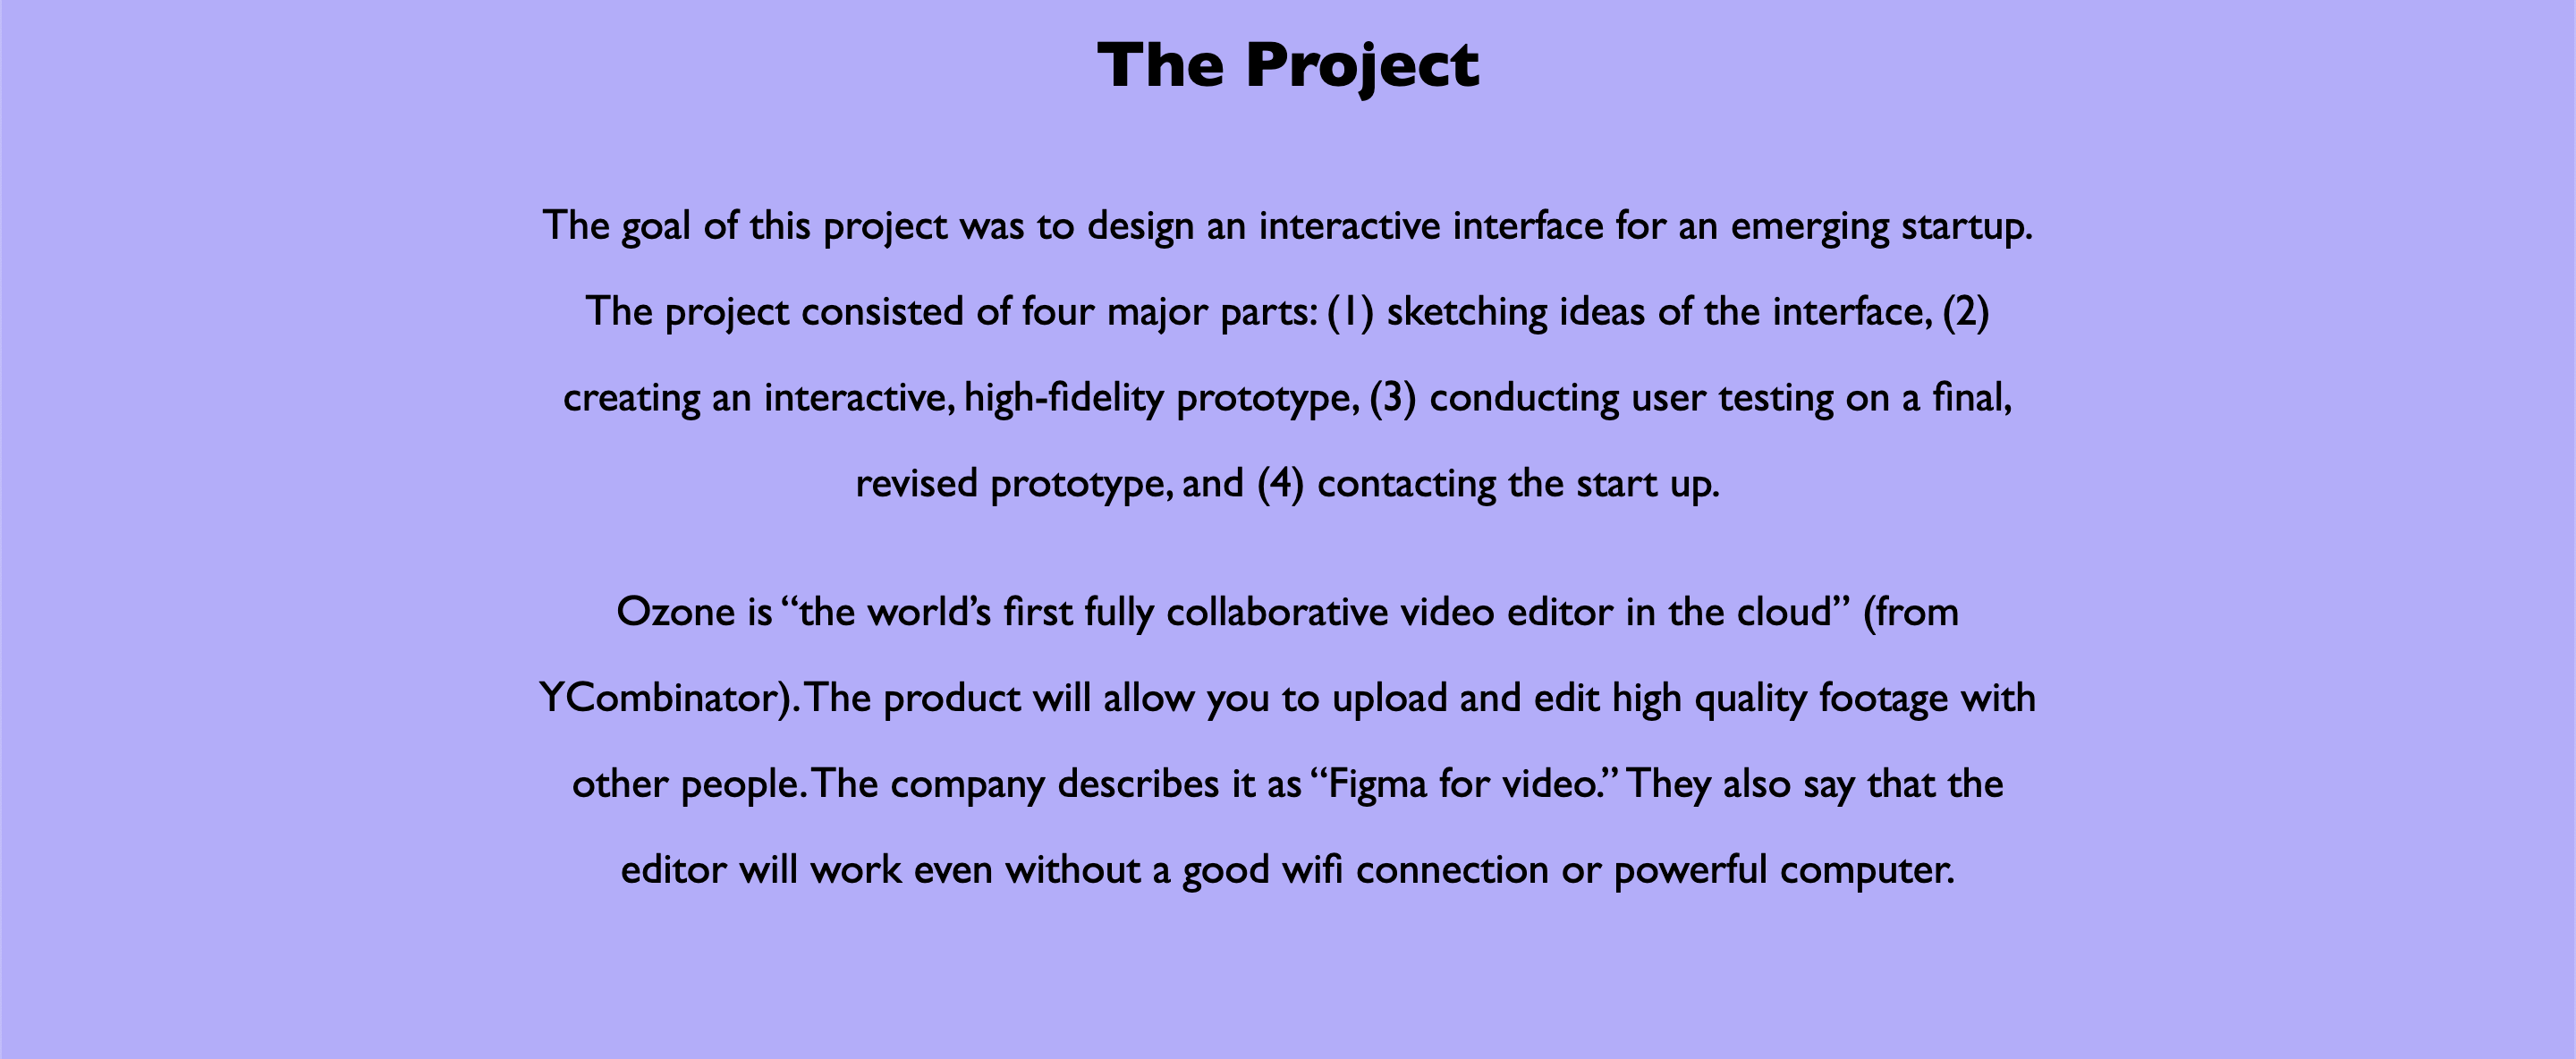 The Project
The goal of this project was to design an interactive interface for an emerging startup.
The project consisted of four major parts: (1) sketching ideas of the interface, (2)
creating an interactive, high-fidelity prototype, (3) conducting user testing on a final,
revised prototype, and (4) contacting the start up.
Ozone is “the world’s first fully collaborative video editor in the cloud” (from
YCombinator). The product will allow you to upload and edit high quality footage with
other people. The company describes it as “Figma for video.” They also say that the
editor will work even without a good wifi connection or powerful computer.